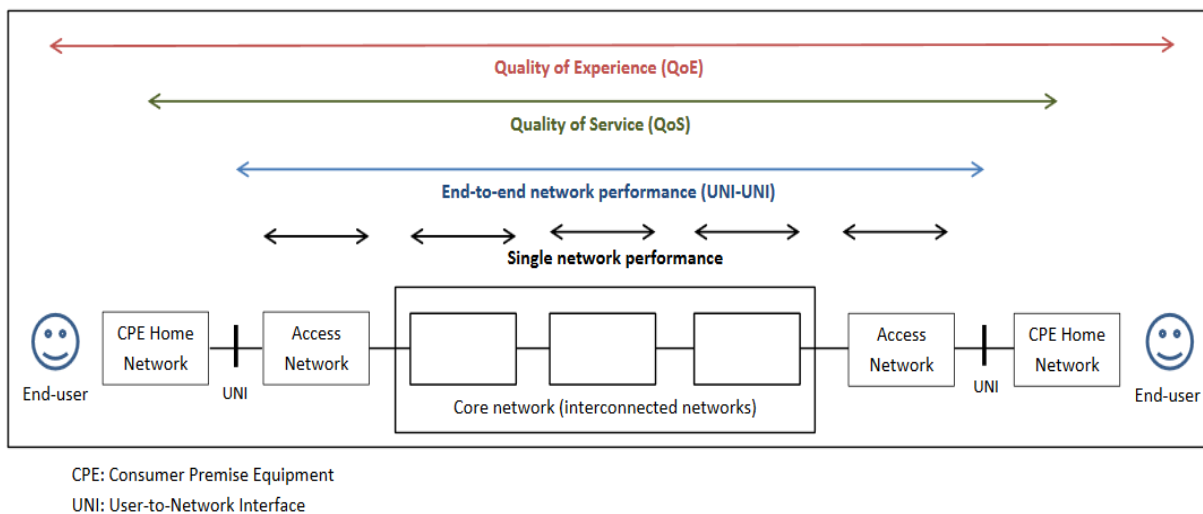 Quality of Experience (QoE)
Quality of Service (QoS)
End-to-end network performance (UNI-UNI)
Single network performance
CPE Home
Network
Access
Network
Access
Network
CPE Home
Network
End-user
UNI
Core network (interconnected networks)
UNI
End-user
CPE: Consumer Premise Equipment
UNI: User-to-Network Interface